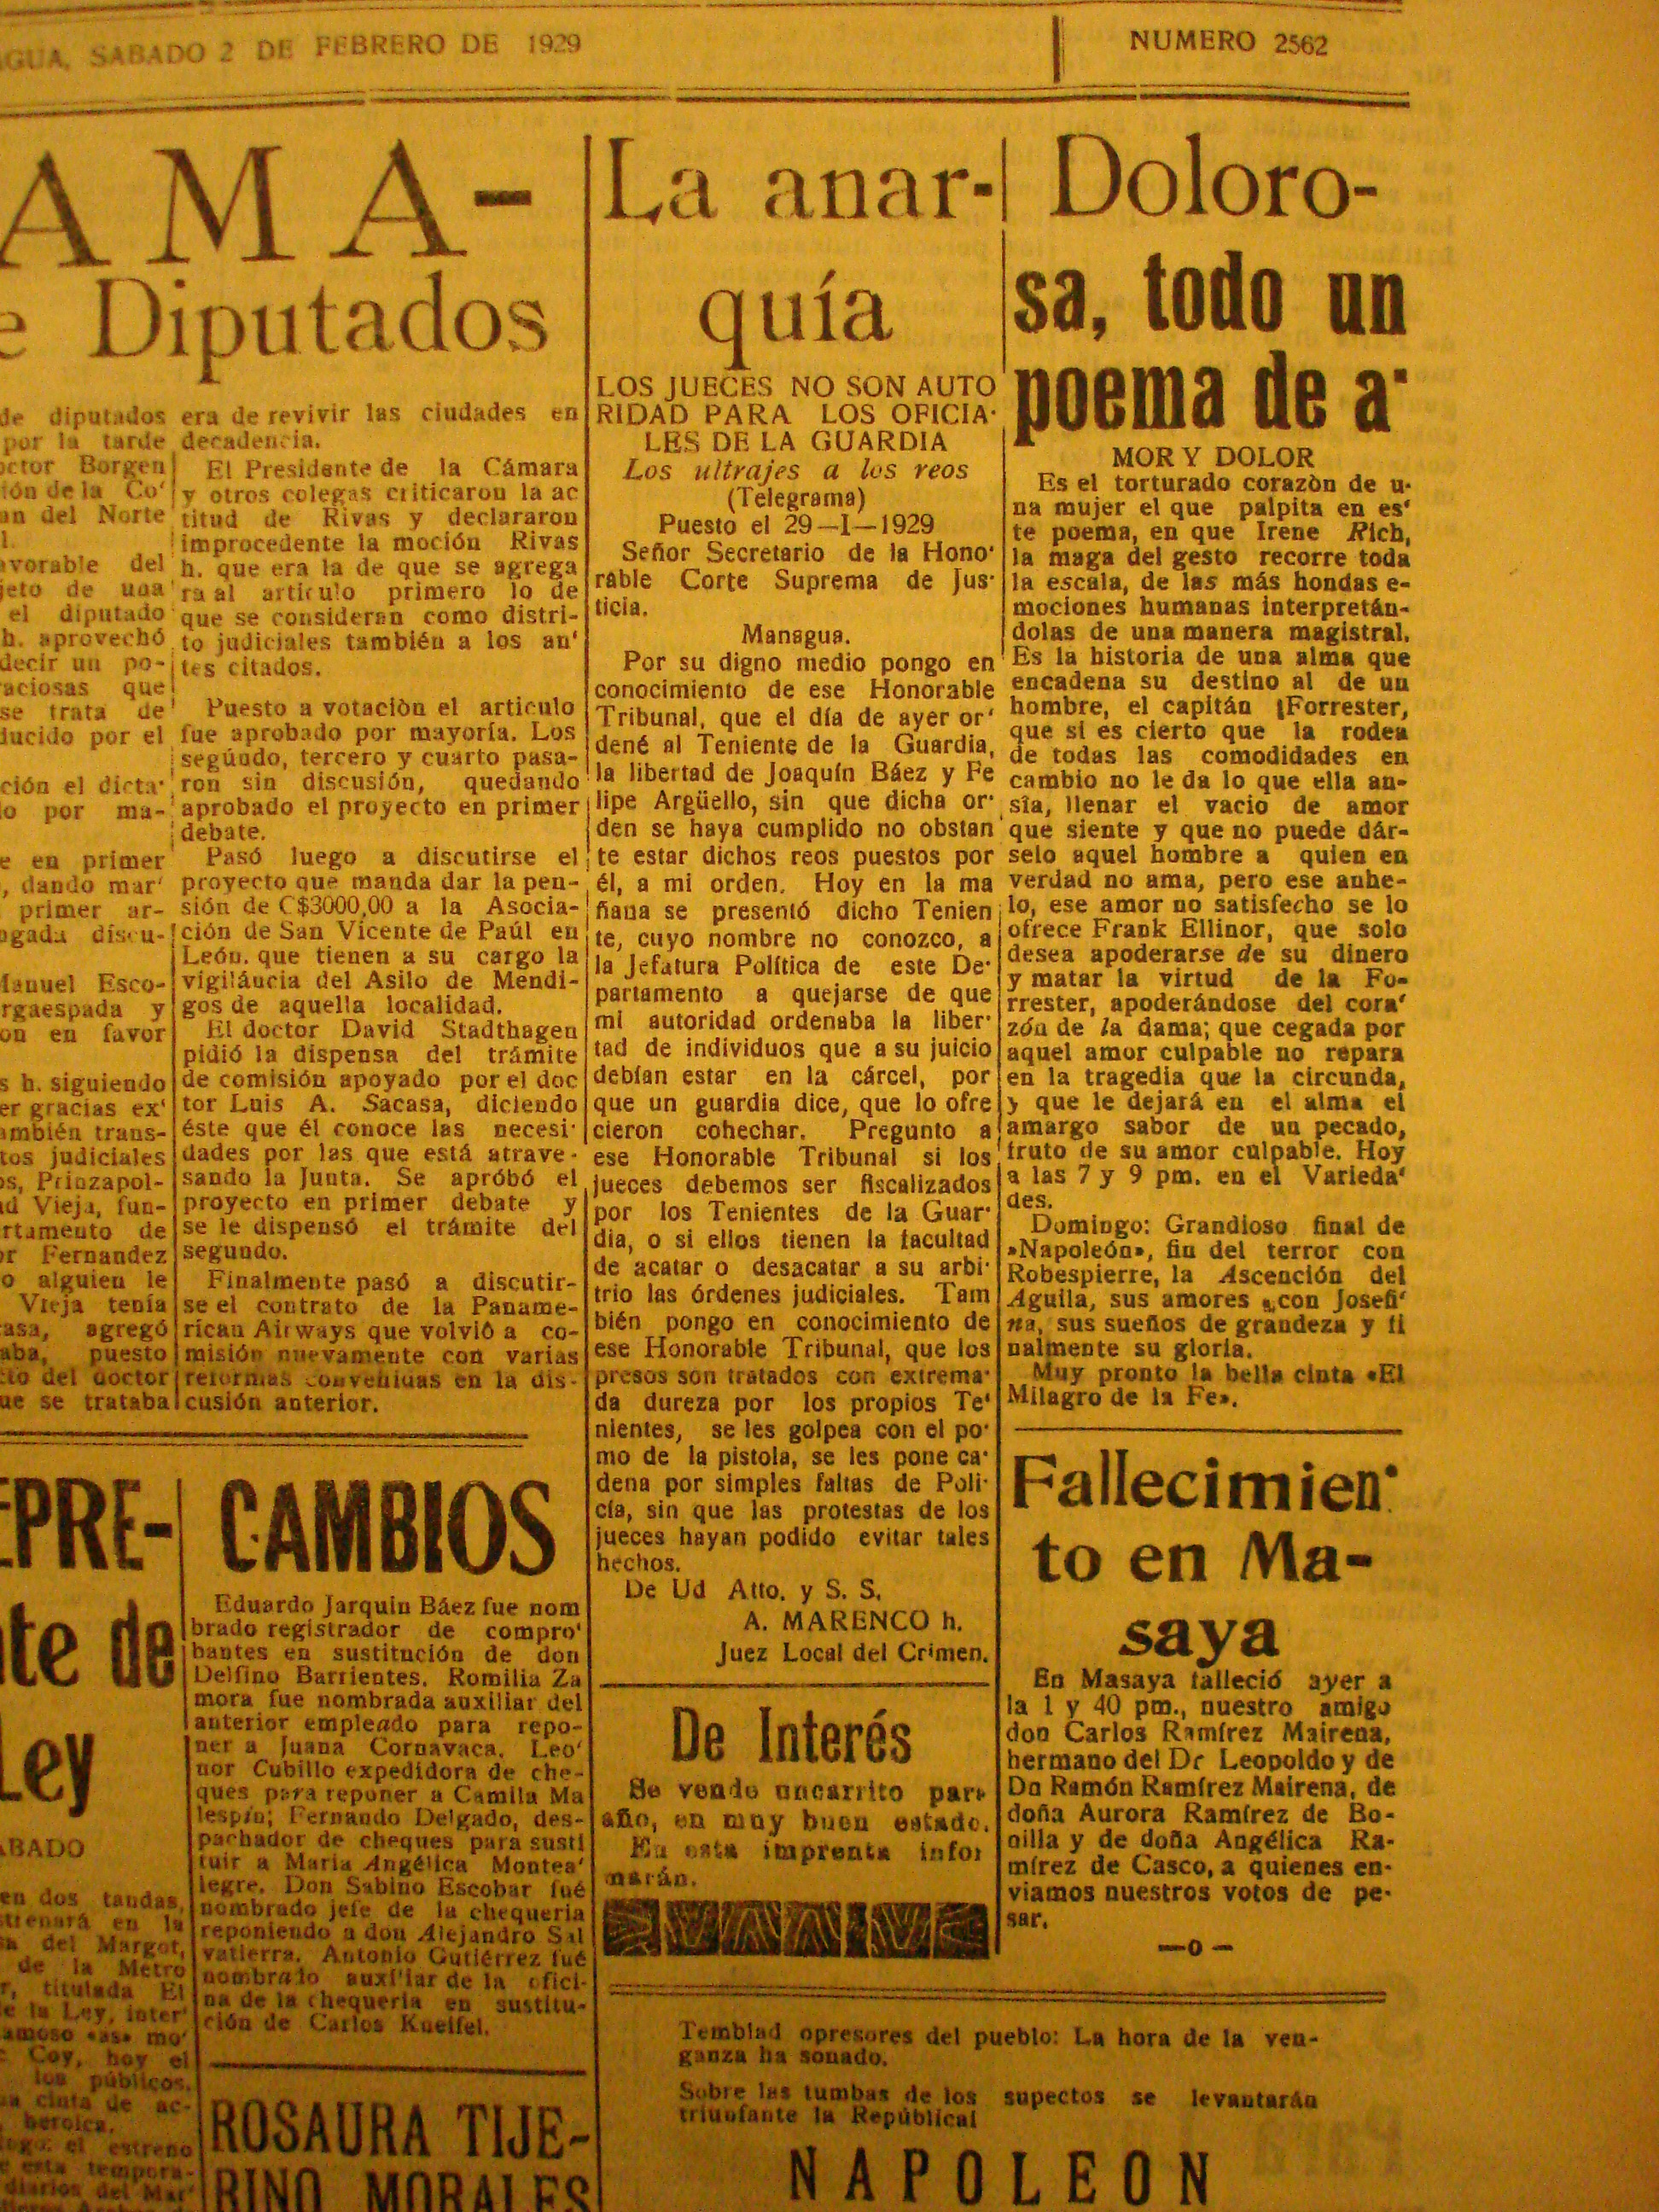 AGUA, SABADO 2 DE FEBRERO DE 1929
NUMERO 2562
AMA-
e Diputados
de diputados
por la tarde
octor Borgen
ión de la Co'
an del Norte
l.
avorable del
jeto de una
el diputado
h. aprovechó
decir un po-
aciosas que
se trata de
ducido por el
ción el dicta'
lo por ma-
e en primer
, dando mar'
primer ar-
ogada discu-
Manuel Esco-
rgaespada y
on en favor
s h. siguiendo
er gracias ex'
ambién trans-
tos judiciales
os, Prinzapol-
ad Vieja, fun-
rtamento de
or Fernandez
o alguien le
Vieja tenía
asa, agregó
aba, puesto
cto del doctor
ue se trataba
era de revivir las ciudades en
decadencia.
El Presidente de la Cámara
y otros colegas criticaron la ac
titud de Rivas y declararon
improcedente la moción Rivas
h. que era la de que se agrega
ra al articulo primero lo de
que se consideran como distri-
to judiciales también a los an'
tes citados.
Puesto a votaciòn el articulo
fue aprobado por mayoría. Los
segúndo, tercero y cuarto pasa-
ron sin discusión, quedando
aprobado el proyecto en primer
debate.
Pasó luego a discutirse el
proyecto que manda dar la pen-
sión de C$3000,00 a la Asocia-
ción de San Vicente de Paúl en
León. que tienen a su cargo la
vigiláucia del Asilo de Mendi-
gos de aquella localidad.
El doctor David Stadthagen
pidió la dispensa del trámite
de comisión apoyado por el doc
tor Luis A. Sacasa, diciendo
éste que él conoce las necesi·
dades por las que está atrave-
sando la Junta. Se apróbó el
proyecto en primer debate y
se le dispensó el trámite del
segundo.
Finalmente pasó a discutir-
se el contrato de la Paname-
rican Airways que volvió a co-
misión nuevamente con varias
reformas convenidas en la dis-
cusión anterior.
La anar-
quía
LOS JUECES NO SON AUTO
RIDAD PARA LOS OFICIA·
LES DE LA GUARDIA
Los ultrajes a los reos
(Telegrama)
Puesto el 29—I—1929
Señor Secretario de la Hono'
rable Corte Suprema de Jus·
ticia.
Managua.
Por su digno medio pongo en
conocimiento de ese Honorable
Tribunal, que el día de ayer or'
dené al Teniente de la Guardia,
la libertad de Joaquín Báez y Fe
lipe Argüello, sin que dicha or·
den se haya cumplido no obstan
te estar dichos reos puestos por
él, a mi orden. Hoy en la ma
ñana se presentó dicho Tenien
te, cuyo nombre no conozco, a
la Jefatura Política de este De·
partamento a quejarse de que
mi autoridad ordenaba la liber·
tad de individuos que a su juicio
debían estar en la cárcel, por
que un guardia dice, que lo ofre
cieron cohechar. Pregunto a
ese Honorable Tribunal si los
jueces debemos ser fiscalizados
por los Tenientes de la Guar·
dia, o si ellos tienen la facultad
de acatar o desacatar a su arbi·
trio las órdenes judiciales. Tam
bién pongo en conocimiento de
ese Honorable Tribunal, que los
presos son tratados con extrema·
da dureza por los propios Te'
nientes, se les golpea con el po·
mo de la pistola, se les pone ca·
dena por simples faltas de Poli·
cía, sin que las protestas de los
jueces hayan podido evitar tales
hechos.
De Ud Atto. y S. S.
A. MARENCO h.
Juez Local del Crimen.
Doloro-
sa, todo un
poema de a·
MOR Y DOLOR
Es el torturado corazòn de u·
na mujer el que palpita en es'
te poema, en que Irene Rich,
la maga del gesto recorre toda
la escala, de las más hondas e-
mociones humanas interpretán-
dolas de una manera magistral.
Es la historia de una alma que
encadena su destino al de un
hombre, el capitán ¡Forrester,
que si es cierto que la rodea
de todas las comodidades en
cambio no le da lo que ella an-
sía, llenar el vacio de amor
que siente y que no puede dár-
selo aquel hombre a quien en
verdad no ama, pero ese anhe-
lo, ese amor no satisfecho se lo
ofrece Frank Ellinor, que solo
desea apoderarse de su dinero
y matar la virtud de la Fo-
rrester, apoderándose del cora'
zón de la dama; que cegada por
aquel amor culpable no repara
en la tragedia que la circunda,
y que le dejará en el alma el
amargo sabor de un pecado,
fruto de su amor culpable. Hoy
a las 7 y 9 pm. en el Varieda'
des.
Domingo: Grandioso final de
»Napoleón», fin del terror con
Robespierre, la Ascención del
Aguila, sus amores con Josefi'
na, sus sueños de grandeza y fi
nalmente su gloria.
Muy pronto la bella cinta «El
Milagro de la Fe».
EPRE-
te de
Ley
ABADO
en dos tandas,
strenará en la
a del Margot,
de la Metro
r, titulada El
e la Ley, inter'
amoso «as» mo'
c Coy, hoy el
los públicos.
a cinta de ac-
heroica.
el estreno
e esta tempora-
diarios del Mar'
CAMBIOS
Eduardo Jarquin Báez fue nom
brado registrador de compro'
bantes en sustitución de don
Delfino Barrientes. Romilia Za
mora fue nombrada auxiliar del
anterior empleado para repo-
ner a Juana Cornavaca. Leo'
nor Cubillo expedidora de che-
ques para reponer a Camila Ma
lespin; Fernando Delgado, des-
pachador de cheques para susti
tuir a Maria Angélica Montea'
legre. Don Sabino Escobar fué
nombrado jefe de la chequeria
reponiendo a don Alejandro Sal
vatierra. Antonio Gutiérrez fué
nombrado auxiliar de la ofici-
na de la chequeria en sustitu-
ción de Carlos Kueffel.
ROSAURA TIJE-
RINO MORALES
De Interés
Se vende un carrito para
año, en muy buen estado.
En esta imprenta infor
marán.
Fallecimien·
to en Ma-
saya
En Masaya falleció ayer a
la 1 y 40 pm., nuestro amigo
don Carlos Ramírez Mairena,
hermano del Dr Leopoldo y de
Dn Ramón Ramírez Mairena, de
doña Aurora Ramírez de Bo-
nilla y de doña Angélica Ra-
mírez de Casco, a quienes en-
viamos nuestros votos de pe-
sar.
—o—
Temblad opresores del pueblo: La hora de la ven-
ganza ha sonado.
Sobre las tumbas de los supectos se levantarán
triunfante la Repúblical
NAPOLEON